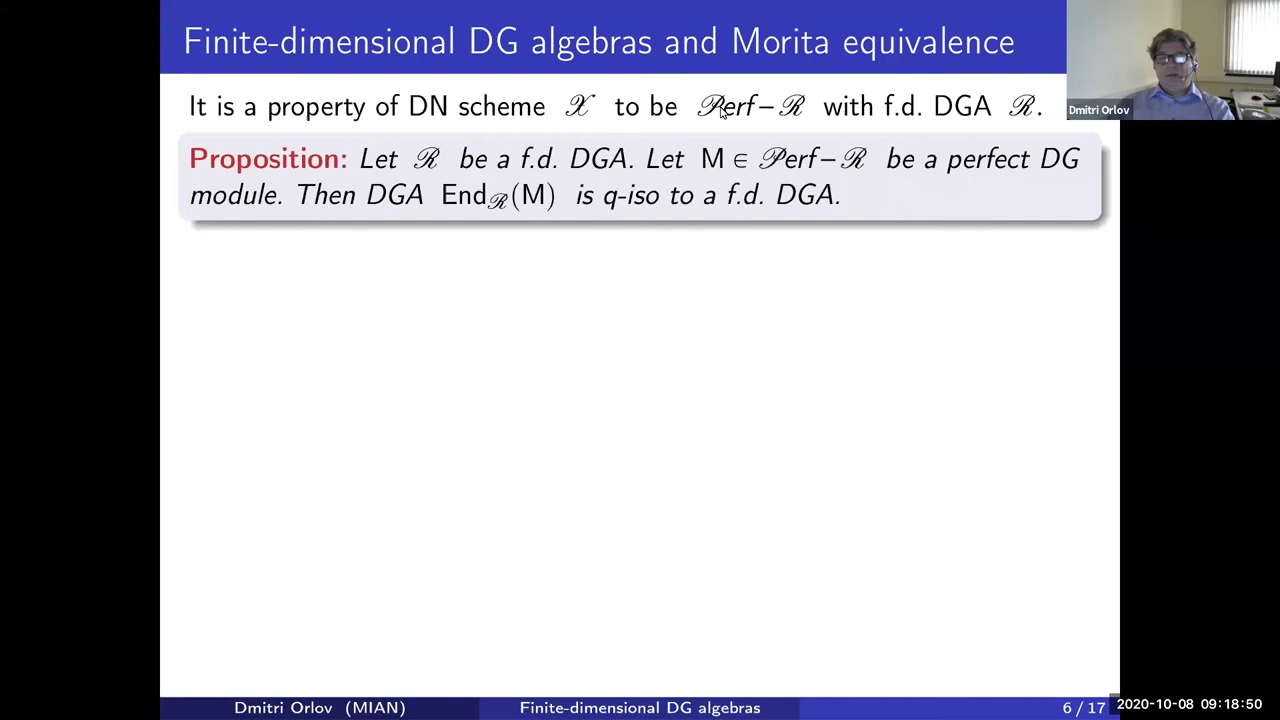 Finite-dimensional DG algebras and Morita equivalence
It is a property of DN scheme 𝒳 to be 𝒫erf−ℛ with f.d. DGA ℛ.
Proposition: Let ℛ be a f.d. DGA. Let M ∈ 𝒫erf−ℛ be a perfect DG
module. Then DGA End_ℛ(M) is q-iso to a f.d. DGA.
Dmitri Orlov
Dmitri Orlov (MIAN)
Finite-dimensional DG algebras
6 / 17
2020-10-08 09:18:50